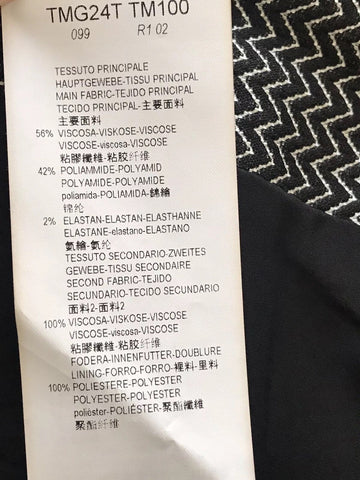 TMG24T TM100
099 R1 02
TESSUTO PRINCIPALE
HAUPTGEWEBE-TISSU PRINCIPAL
MAIN FABRIC-TEJIDO PRINCIPAL
TECIDO PRINCIPAL-主要面料
主要面料
56% VISCOSA-VISKOSE-VISCOSE
VISCOSE-viscosa-VISCOSE
粘膠纖維-粘胶纤维
42% POLIAMMIDE-POLYAMID
POLYAMIDE-POLYAMIDE
poliamida-POLIAMIDA-錦綸
锦纶
2% ELASTAN-ELASTAN-ELASTHANNE
ELASTANE-elastano-ELASTANO
氨綸-氨纶
TESSUTO SECONDARIO-ZWEITES
GEWEBE-TISSU SECONDAIRE
SECOND FABRIC-TEJIDO
SECUNDARIO-TECIDO SECUNDARIO
面料2-面料2
100% VISCOSA-VISKOSE-VISCOSE
VISCOSE-viscosa-VISCOSE
粘膠纖維-粘胶纤维
FODERA-INNENFUTTER-DOUBLURE
LINING-FORRO-FORRO-裡料-里料
100% POLIESTERE-POLYESTER
POLYESTER-POLYESTER
poliéster-POLIÉSTER-聚酯纖維
聚酯纤维